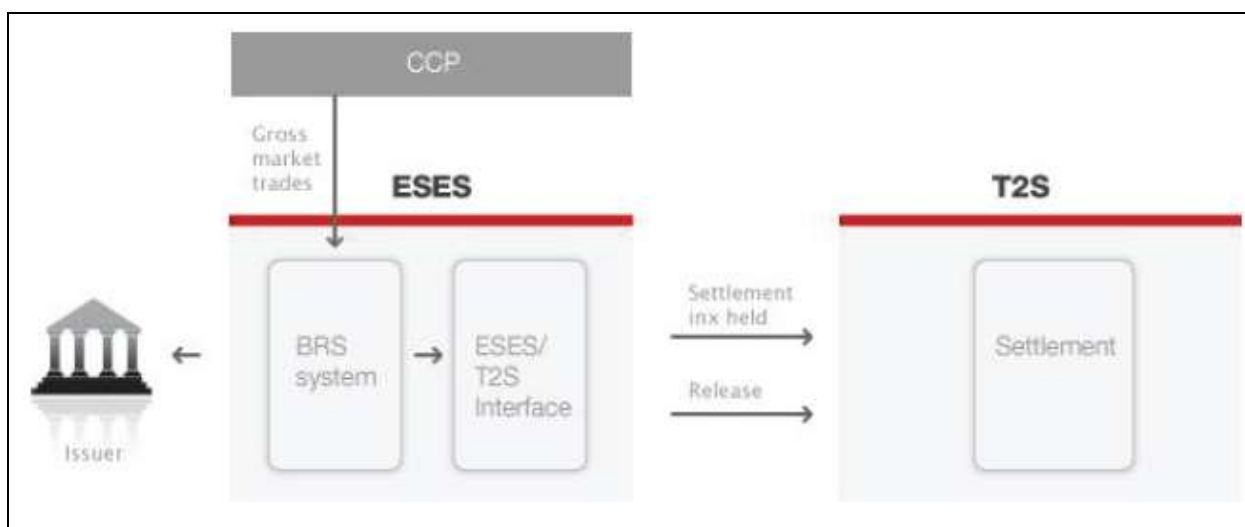 CCP
Gross
market
trades
ESES
T2S
BRS
system
ESES/
T2S
Interface
Settlement
inx held
Release
Settlement
Issuer